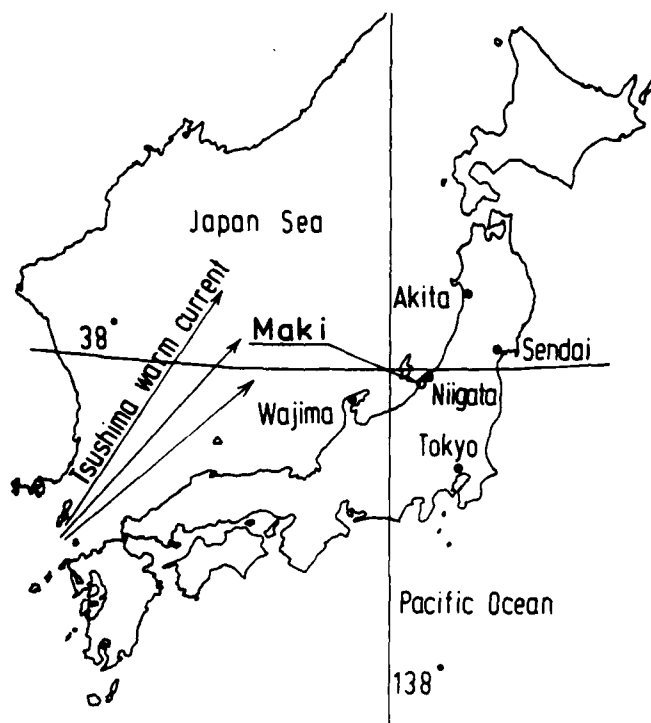 Japan Sea
Tsushima warm current
Akita
38°
Maki
Sendai
Niigata
Wajima
Tokyo
Pacific Ocean
138°